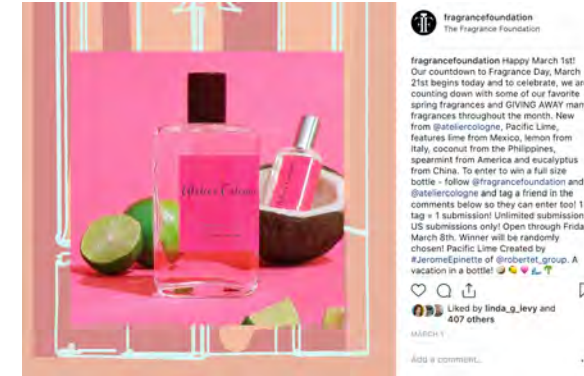 fragrancefoundation
The Fragrance Foundation
fragrancefoundation Happy March 1st!
Our countdown to Fragrance Day, March
21st begins today and to celebrate, we are
counting down with some of our favorite
spring fragrances and GIVING AWAY man
fragrances throughout the month. New
from @ateliercologne, Pacific Lime,
features lime from Mexico, lemon from
Italy, coconut from the Philippines,
spearmint from America and eucalyptus
from China. To enter to win a full size
bottle - follow @fragrancefoundation and
@ateliercologne and tag a friend in the
comments below so they can enter too! 1
tag = 1 submission! Unlimited submission
US submissions only! Open through Frida
March 8th. Winner will be randomly
chosen! Pacific Lime Created by
#JeromeEpinette of @robertet_group. A
vacation in a bottle!
Liked by linda_g_levy and
407 others
MARCH 1
Add a comment...
Atelier Cologne